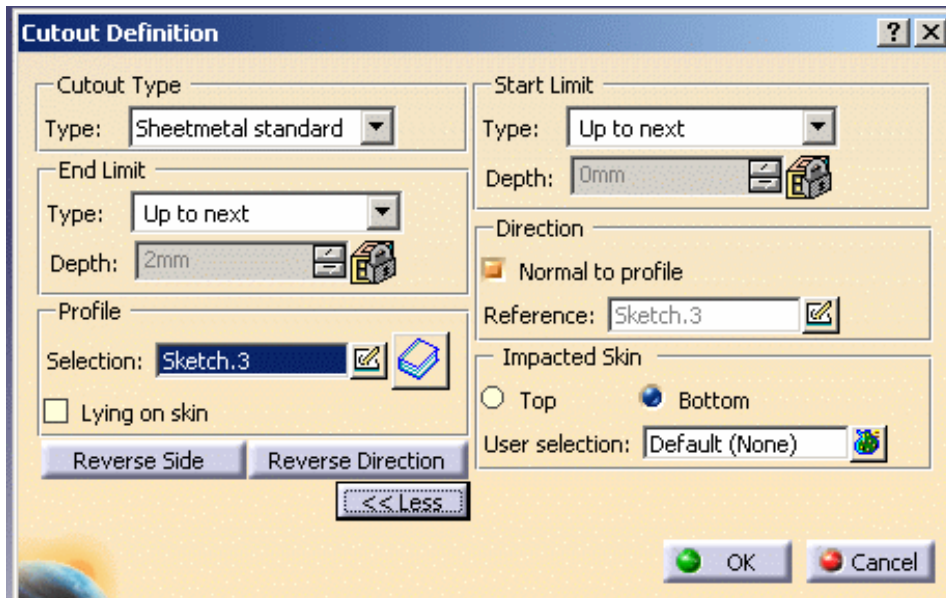 Cutout Definition
Cutout Type
Type: Sheetmetal standard
End Limit
Type: Up to next
Depth: 2mm
Profile
Selection: Sketch.3
Lying on skin
Reverse Side Reverse Direction
<< Less
Start Limit
Type: Up to next
Depth: 0mm
Direction
Normal to profile
Reference: Sketch.3
Impacted Skin
Top Bottom
User selection: Default (None)
OK Cancel